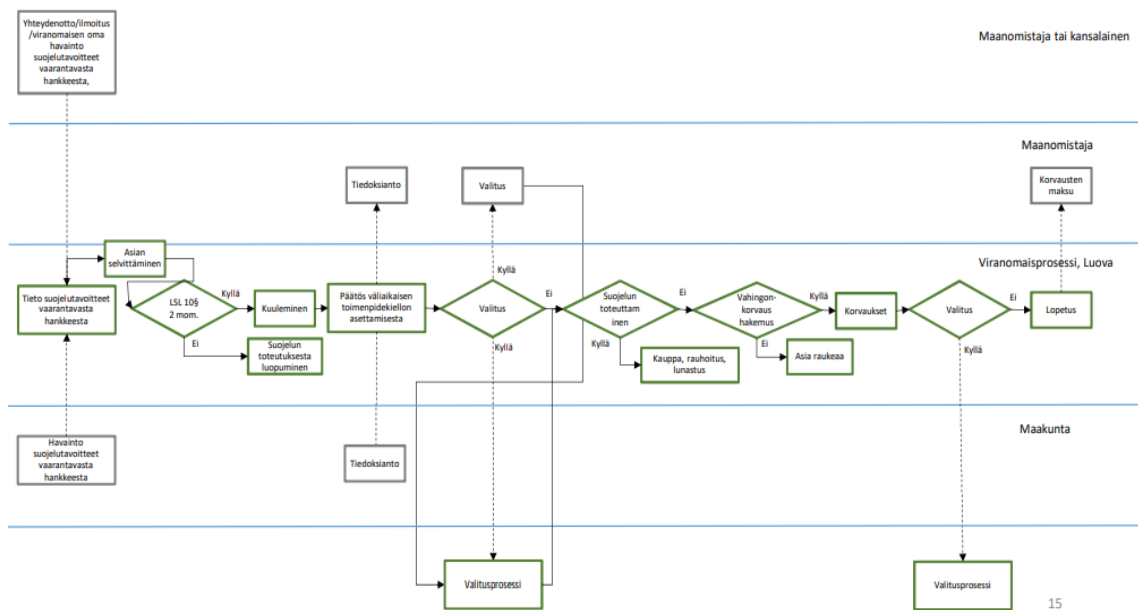 Yhteydenotto/ilmoitus
/viranomaisen oma
havainto
suojelutavoitteet
vaarantavasta
hankkeesta,
Maanomistaja tai kansalainen
Maanomistaja
Tiedoksianto
Valitus
Korvausten
maksu
Viranomaisprosessi, Luova
Asian
selvittäminen
Tieto suojelutavoitteet
vaarantavasta
hankkeesta
LSL 10§
2 mom.
Kyllä
Ei
Suojelun
toteutuksesta
luopuminen
Kuuleminen
Päätös väliaikaisen
toimenpidekiellon
asettamisesta
Kyllä
Valitus
Ei
Kyllä
Suojelun
toteuttam
inen
Ei
Kyllä
Kauppa, rauhoitus,
lunastus
Vahingon-
korvaus
hakemus
Kyllä
Ei
Asia raukeaa
Korvaukset
Valitus
Ei
Kyllä
Lopetus
Maakunta
Havainto
suojelutavoitteet
vaarantavasta
hankkeesta
Tiedoksianto
Valitusprosessi
Valitusprosessi
15